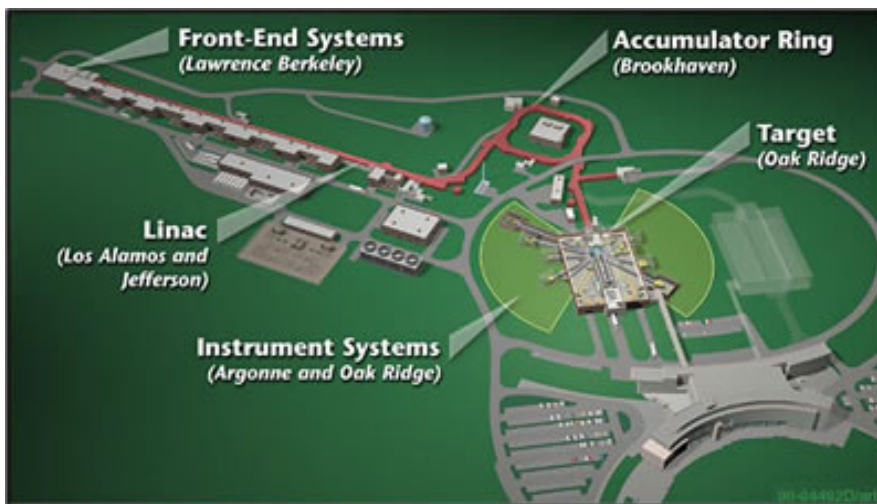 Front-End Systems
(Lawrence Berkeley)
Accumulator Ring
(Brookhaven)
Target
(Oak Ridge)
Linac
(Los Alamos and
Jefferson)
Instrument Systems
(Argonne and Oak Ridge)